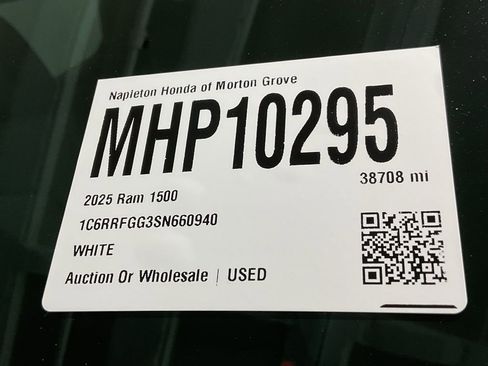 Napleton Honda of Morton Grove
MHP10295
38708 mi
2025 Ram 1500
1C6RRFGG3SN660940
WHITE
Auction Or Wholesale | USED